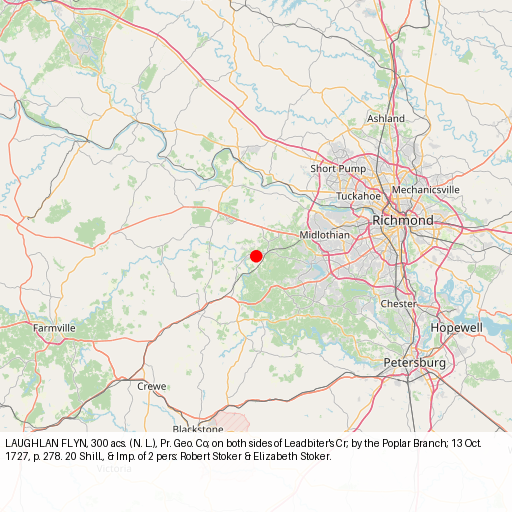 Ashland
Short Pump
Mechanicsville
Tuckahoe
Richmond
Midlothian
Chester
Farmville
Hopewell
Petersburg
Crewe
Blackstone
LAUGHLAN FLYN, 300 acs. (N. L.), Pr. Geo. Co; on both sides of Leadbiter's Cr; by the Poplar Branch; 13 Oct.
1727, p. 278. 20 Shill., & Imp. of 2 pers: Robert Stoker & Elizabeth Stoker.
Victoria